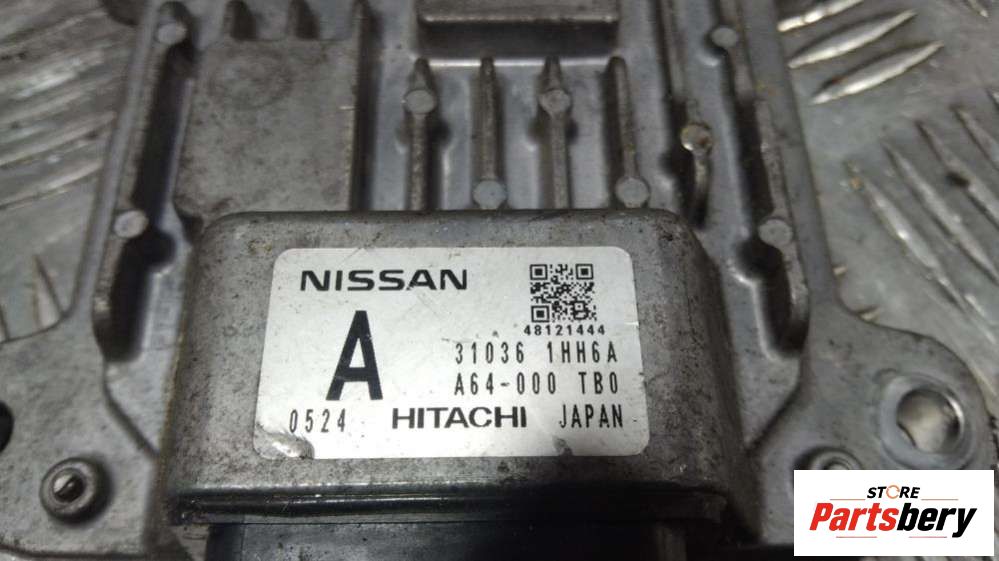 NISSAN
48121444
A
31036 1HH6A
A64-000 TB0
0524 HITACHI JAPAN
STORE
Partsbery